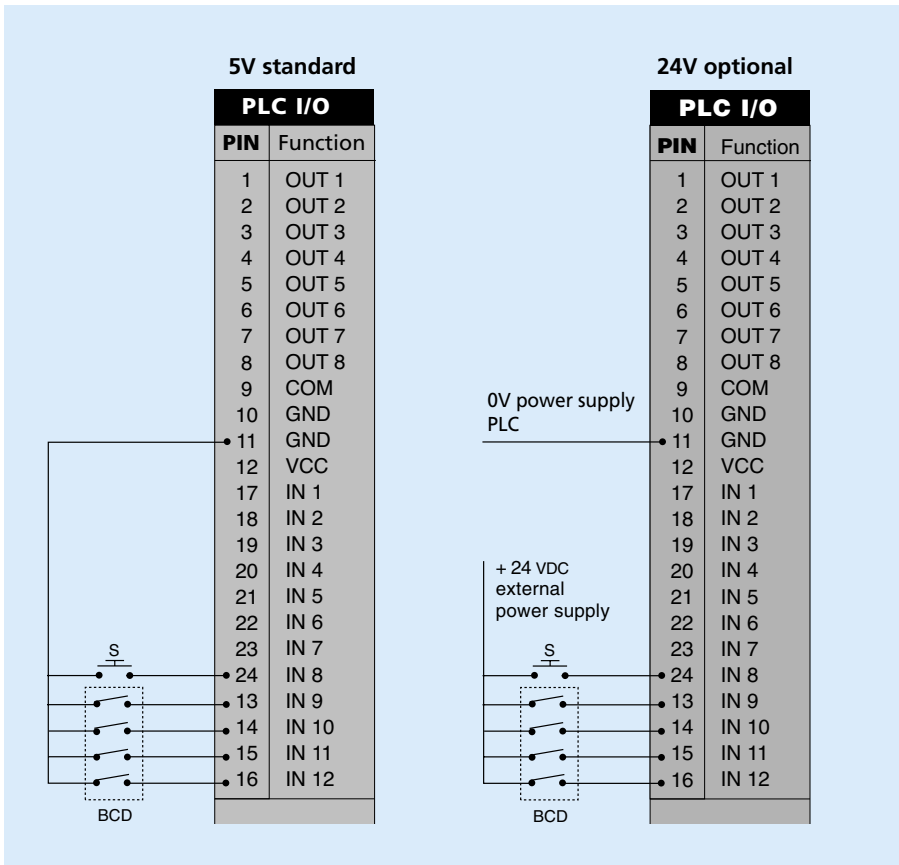 5V standard
PLC I/O
PIN Function
1 OUT 1
2 OUT 2
3 OUT 3
4 OUT 4
5 OUT 5
6 OUT 6
7 OUT 7
8 OUT 8
9 COM
10 GND
11 GND
12 VCC
17 IN 1
18 IN 2
19 IN 3
20 IN 4
21 IN 5
22 IN 6
23 IN 7
S
24 IN 8
13 IN 9
14 IN 10
15 IN 11
16 IN 12
BCD
24V optional
PLC I/O
PIN Function
1 OUT 1
2 OUT 2
3 OUT 3
4 OUT 4
5 OUT 5
6 OUT 6
7 OUT 7
8 OUT 8
9 COM
0V power supply
PLC
10 GND
11 GND
12 VCC
17 IN 1
18 IN 2
19 IN 3
+ 24 VDC
external
power supply
20 IN 4
21 IN 5
22 IN 6
23 IN 7
S
24 IN 8
13 IN 9
14 IN 10
15 IN 11
16 IN 12
BCD